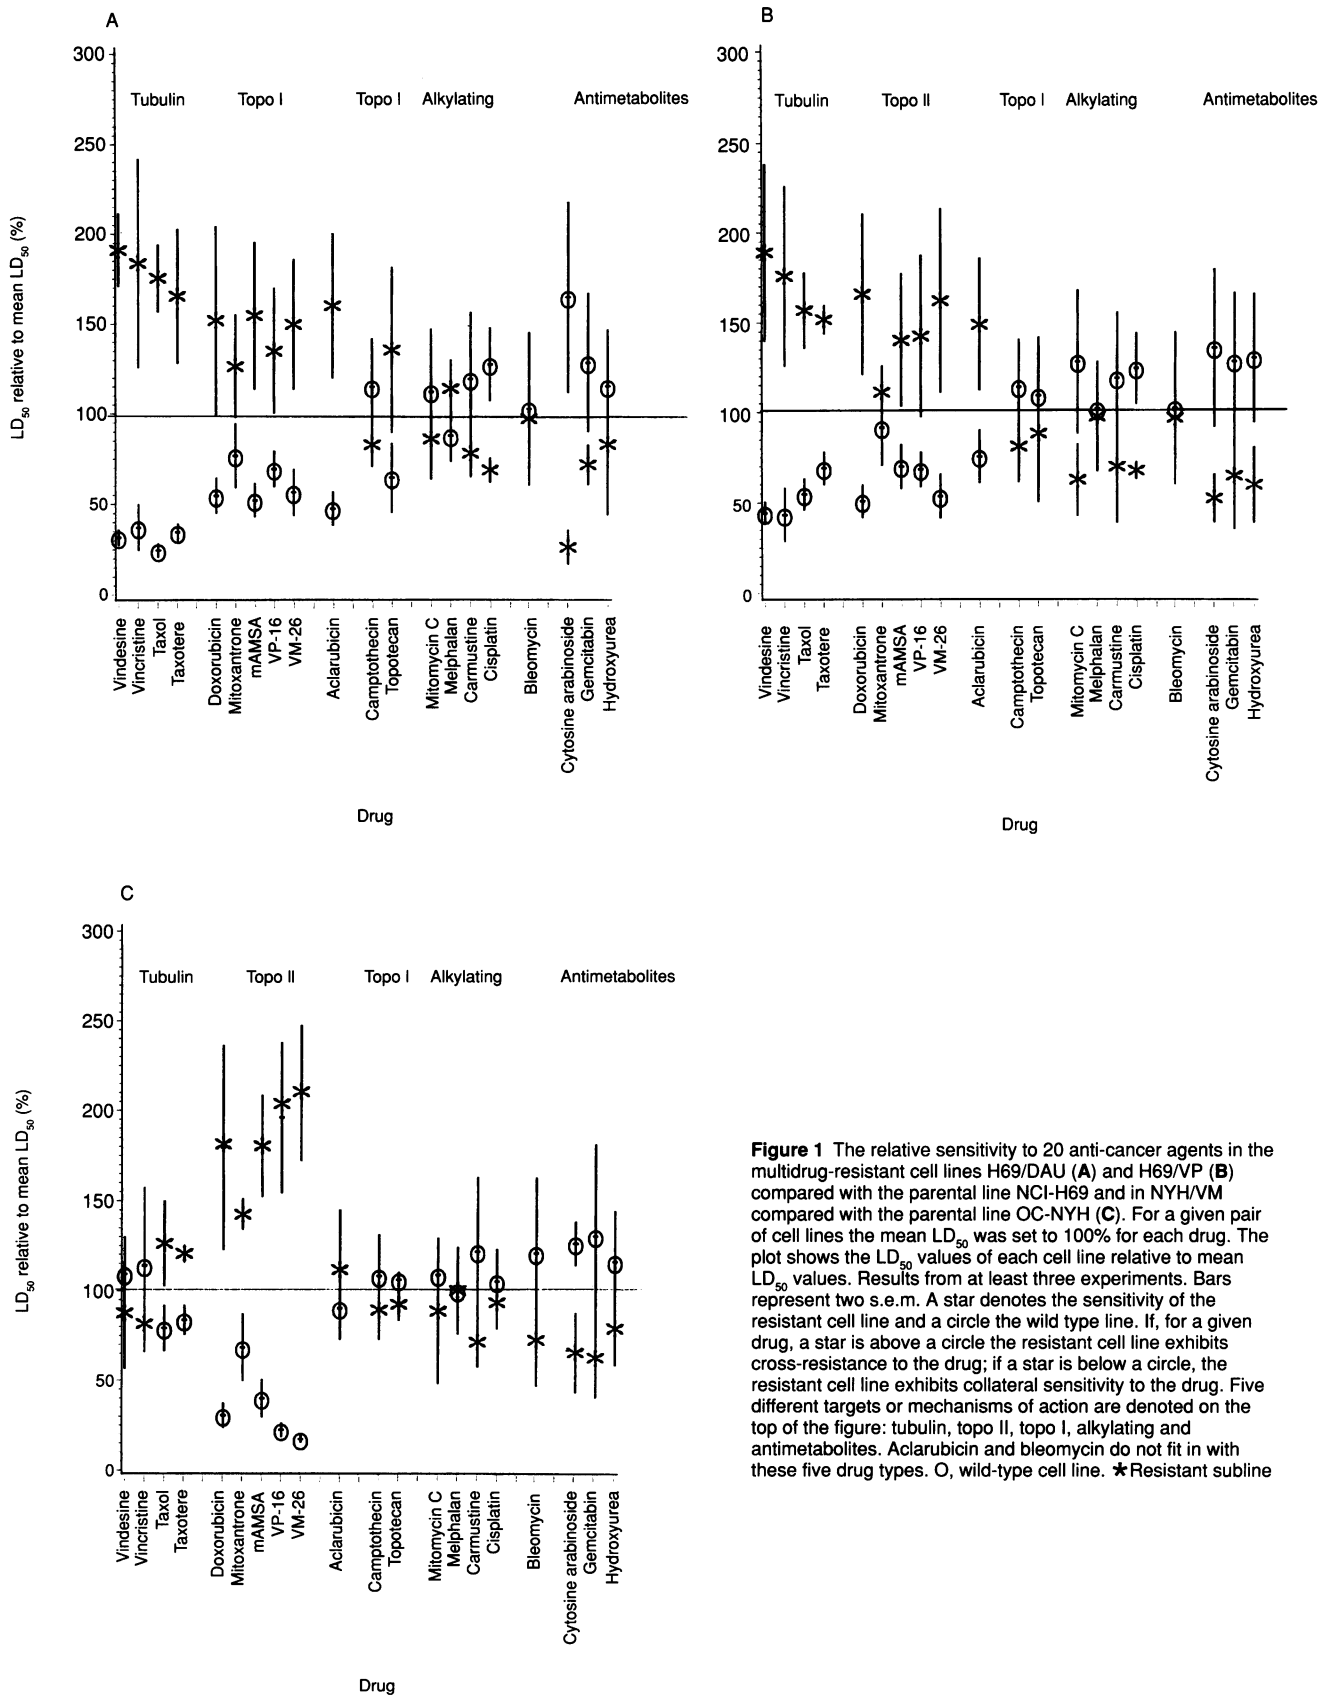 A
300
250
200
150
100
50
0
LD50 relative to mean LD50 (%)
Tubulin
Topo I
Topo I
Alkylating
Antimetabolites
Vindesine
Vincristine
Taxol
Taxotere
Doxorubicin
Mitoxantrone
mAMSA
VP-16
VM-26
Aclarubicin
Camptothecin
Topotecan
Mitomycin C
Melphalan
Carmustine
Cisplatin
Bleomycin
Cytosine arabinoside
Gemcitabin
Hydroxyurea
Drug
B
300
250
200
150
100
50
0
Tubulin
Topo II
Topo I
Alkylating
Antimetabolites
Vindesine
Vincristine
Taxol
Taxotere
Doxorubicin
Mitoxantrone
mAMSA
VP-16
VM-26
Aclarubicin
Camptothecin
Topotecan
Mitomycin C
Melphalan
Carmustine
Cisplatin
Bleomycin
Cytosine arabinoside
Gemcitabin
Hydroxyurea
Drug
C
300
250
200
150
100
50
0
LD50 relative to mean LD50 (%)
Tubulin
Topo II
Topo I
Alkylating
Antimetabolites
Vindesine
Vincristine
Taxol
Taxotere
Doxorubicin
Mitoxantrone
mAMSA
VP-16
VM-26
Aclarubicin
Camptothecin
Topotecan
Mitomycin C
Melphalan
Carmustine
Cisplatin
Bleomycin
Cytosine arabinoside
Gemcitabin
Hydroxyurea
Drug
Figure 1 The relative sensitivity to 20 anti-cancer agents in the
multidrug-resistant cell lines H69/DAU (A) and H69/VP (B)
compared with the parental line NCI-H69 and in NYH/VM
compared with the parental line OC-NYH (C). For a given pair
of cell lines the mean LD50 was set to 100% for each drug. The
plot shows the LD50 values of each cell line relative to mean
LD50 values. Results from at least three experiments. Bars
represent two s.e.m. A star denotes the sensitivity of the
resistant cell line and a circle the wild type line. If, for a given
drug, a star is above a circle the resistant cell line exhibits
cross-resistance to the drug; if a star is below a circle, the
resistant cell line exhibits collateral sensitivity to the drug. Five
different targets or mechanisms of action are denoted on the
top of the figure: tubulin, topo II, topo I, alkylating and
antimetabolites. Aclarubicin and bleomycin do not fit in with
these five drug types. O, wild-type cell line. *Resistant subline